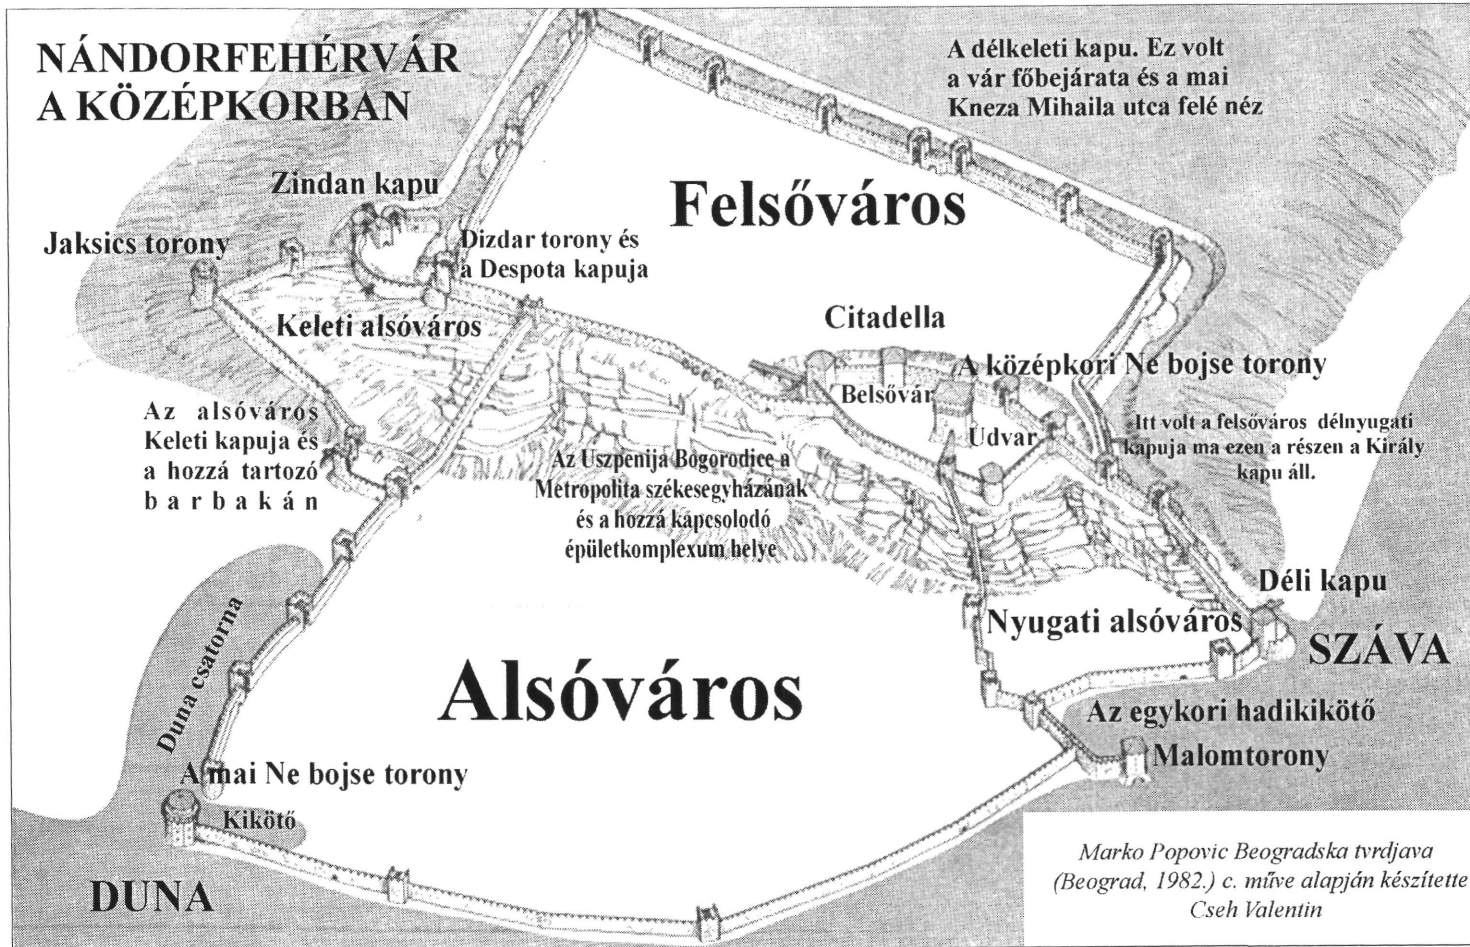 NÁNDORFEHÉRVÁR
A KÖZÉPKORBAN
A délkeleti kapu. Ez volt
a vár főbejárata és a mai
Kneza Mihaila utca felé néz
Zindan kapu
Felsőváros
Jaksics torony
Dizdar torony és
a Despota kapuja
Keleti alsóváros
Citadella
A középkori Ne bojse torony
Belsővár
Udvar
Az alsóváros
Keleti kapuja és
a hozzá tartozó
barbakán
Itt volt a felsőváros délnyugati
kapuja ma ezen a részen a Király
kapu áll.
Az Uszpenija Bogorodice a
Metropolita székesegyházának
és a hozzá kapcsolodó
épületkomplexum helye
Déli kapu
Nyugati alsóváros
SZÁVA
Duna csatorna
Alsóváros
Az egykori hadikikötő
Malomtorony
A mai Ne bojse torony
Kikötő
DUNA
Marko Popovic Beogradska tvrdjava
(Beograd, 1982.) c. műve alapján készítette
Cseh Valentin